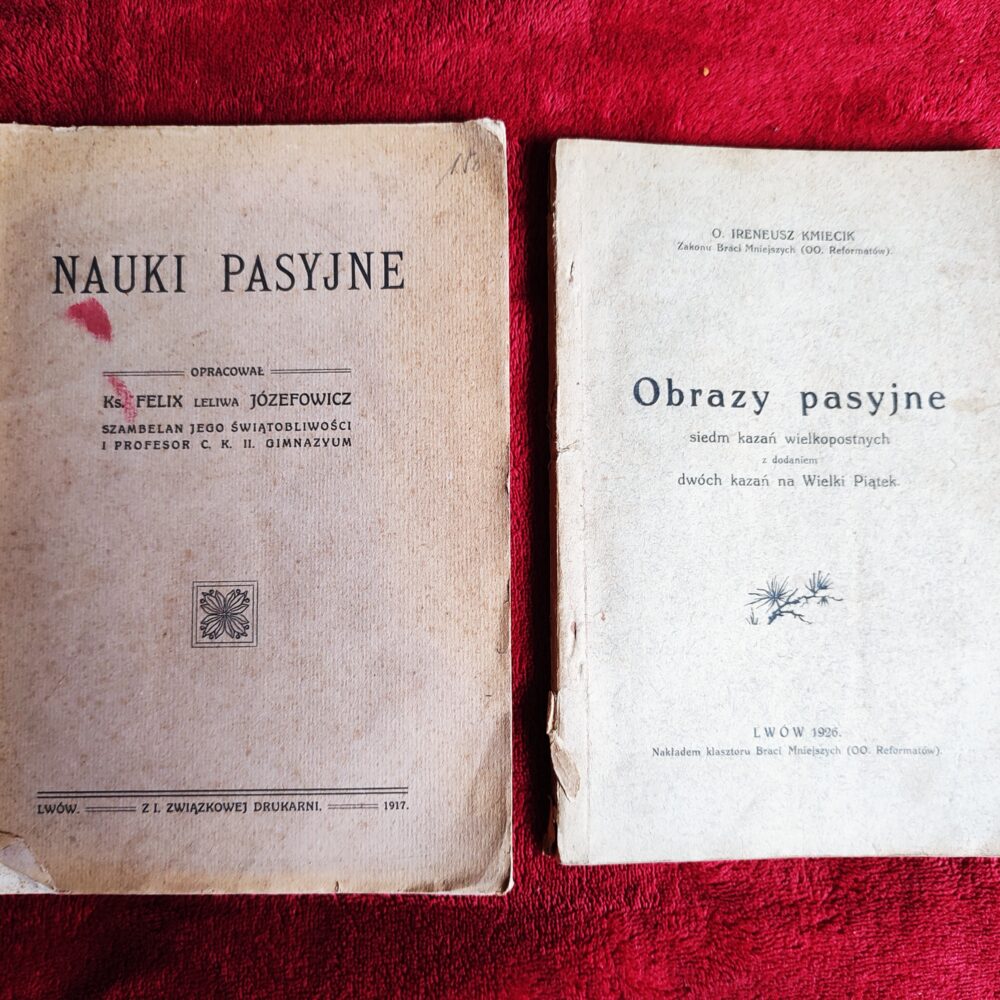 NAUKI PASYJNE
OPRACOWAŁ
Ks. FELIX LELIWA JÓZEFOWICZ
SZAMBELAN JEGO ŚWIĄTOBLIWOŚCI
I PROFESOR C. K. II. GIMNAZYUM
LWÓW. Z I. ZWIĄZKOWEJ DRUKARNI. 1917.
O. IRENEUSZ KMIECIK
Zakonu Braci Mniejszych (OO. Reformatów).
Obrazy pasyjne
siedm kazań wielkopostnych
z dodaniem
dwóch kazań na Wielki Piątek.
LWÓW 1926.
Nakładem klasztoru Braci Mniejszych (OO. Reformatów).